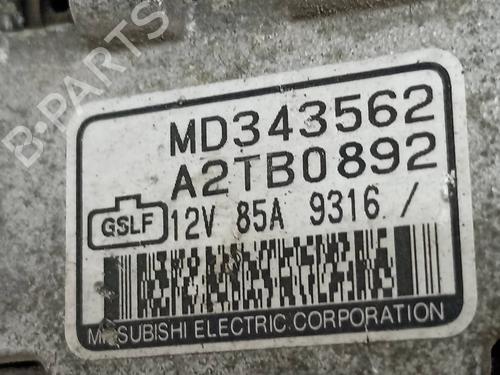 B-PARTS
MD343562
A2TB0892
GSLF 12V 85A 9316 /
MITSUBISHI ELECTRIC CORPORATION